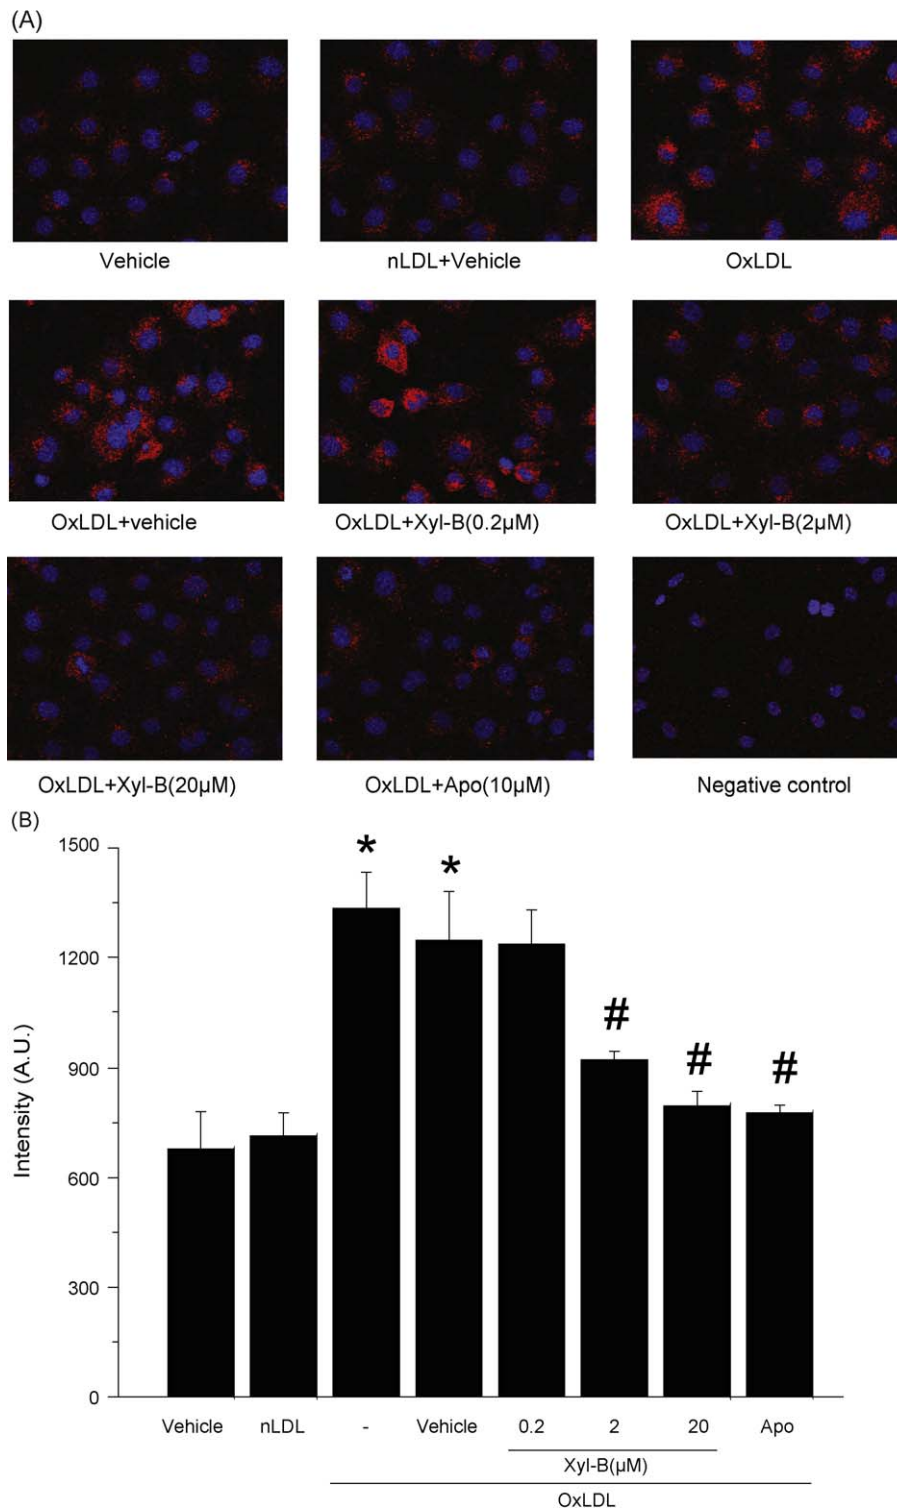 (A)
Vehicle
nLDL+Vehicle
OxLDL
OxLDL+vehicle
OxLDL+Xyl-B(0.2μM)
OxLDL+Xyl-B(2μM)
OxLDL+Xyl-B(20μM)
OxLDL+Apo(10μM)
Negative control
(B)
1500
1200
900
600
300
0
Intensity (A.U.)
* * # # #
Vehicle nLDL - Vehicle 0.2 2 20 Apo
Xyl-B(μM)
OxLDL